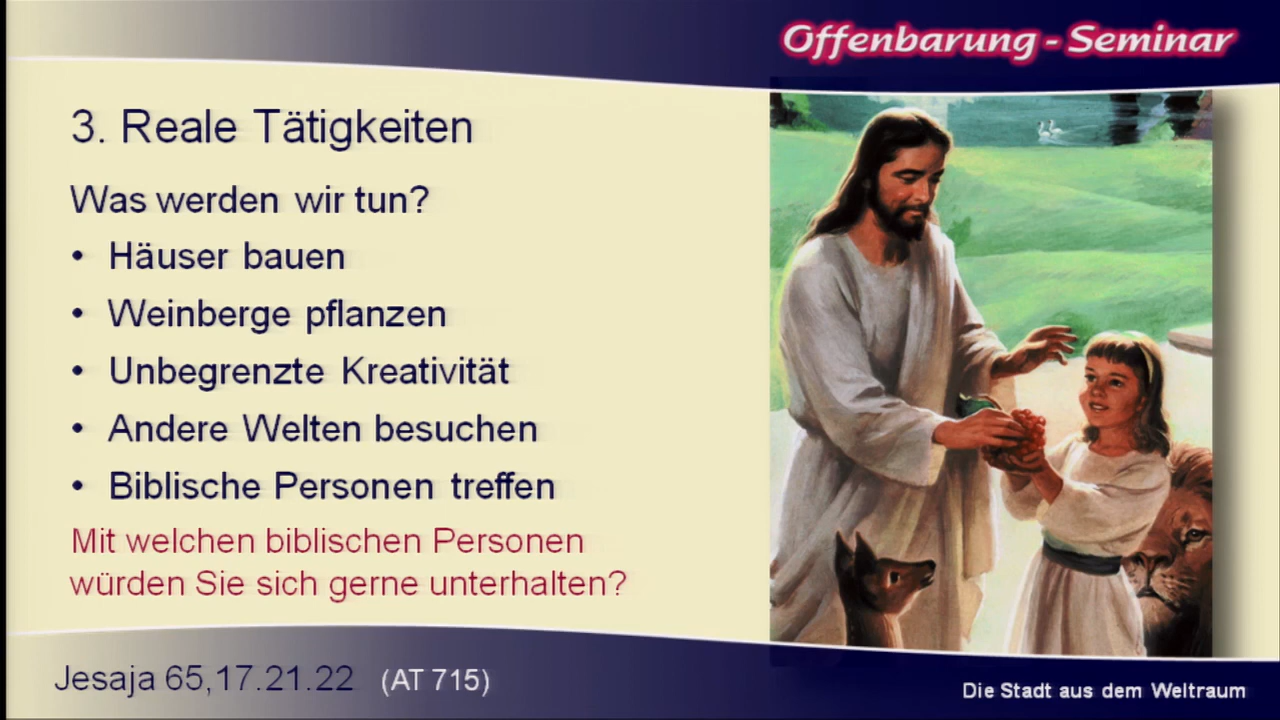 Offenbarung - Seminar
3. Reale Tätigkeiten
Was werden wir tun?
• Häuser bauen
• Weinberge pflanzen
• Unbegrenzte Kreativität
• Andere Welten besuchen
• Biblische Personen treffen
Mit welchen biblischen Personen
würden Sie sich gerne unterhalten?
Jesaja 65,17.21.22 (AT 715)
Die Stadt aus dem Weltraum